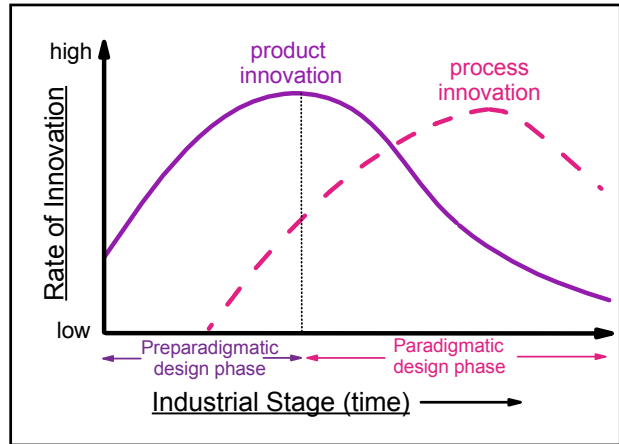 high
product
innovation
process
innovation
Rate of Innovation
low
Preparadigmatic
design phase
Paradigmatic
design phase
Industrial Stage (time)